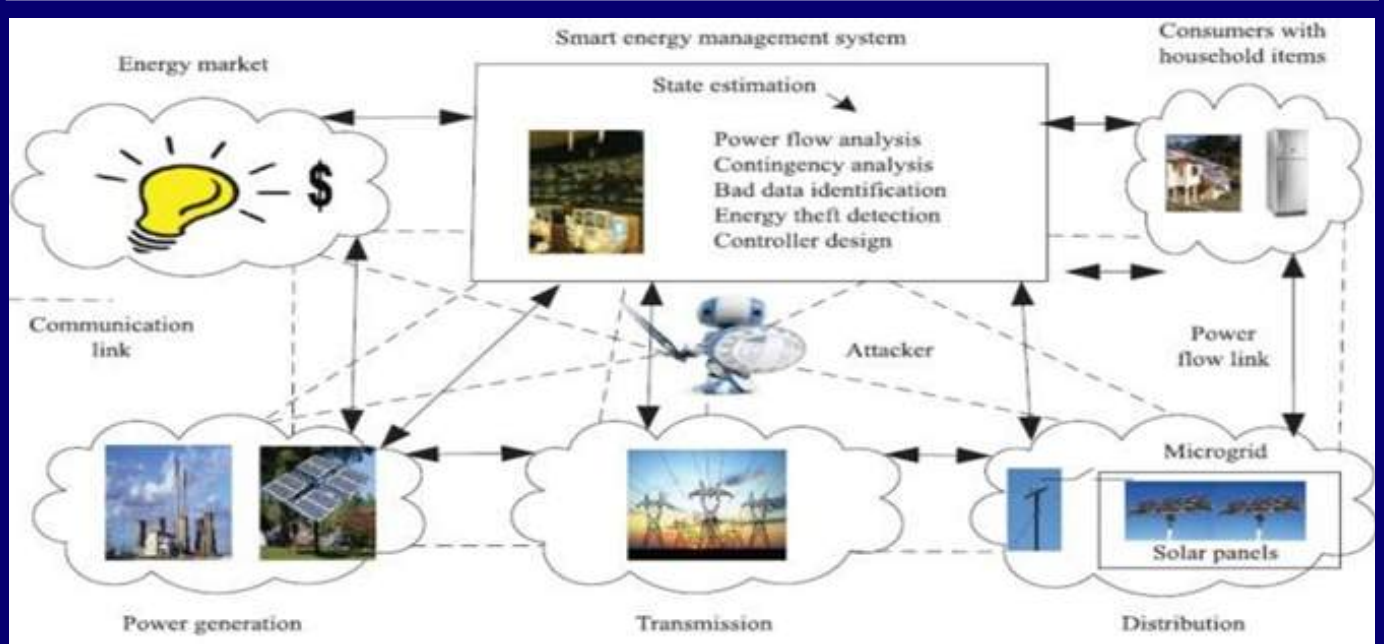 Smart energy management system
Consumers with
household items
Energy market
State estimation
$
Power flow analysis
Contingency analysis
Bad data identification
Energy theft detection
Controller design
Communication
link
Attacker
Power
flow link
Microgrid
Solar panels
Power generation
Transmission
Distribution